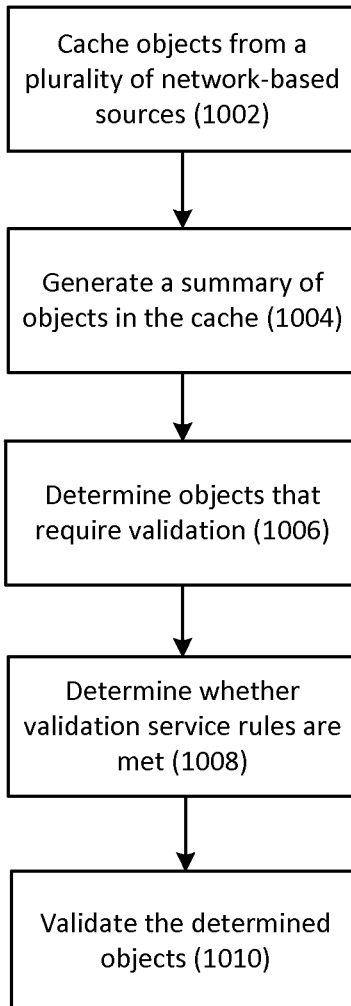 Cache objects from a
plurality of network-based
sources (1002)
Generate a summary of
objects in the cache (1004)
Determine objects that
require validation (1006)
Determine whether
validation service rules are
met (1008)
Validate the determined
objects (1010)